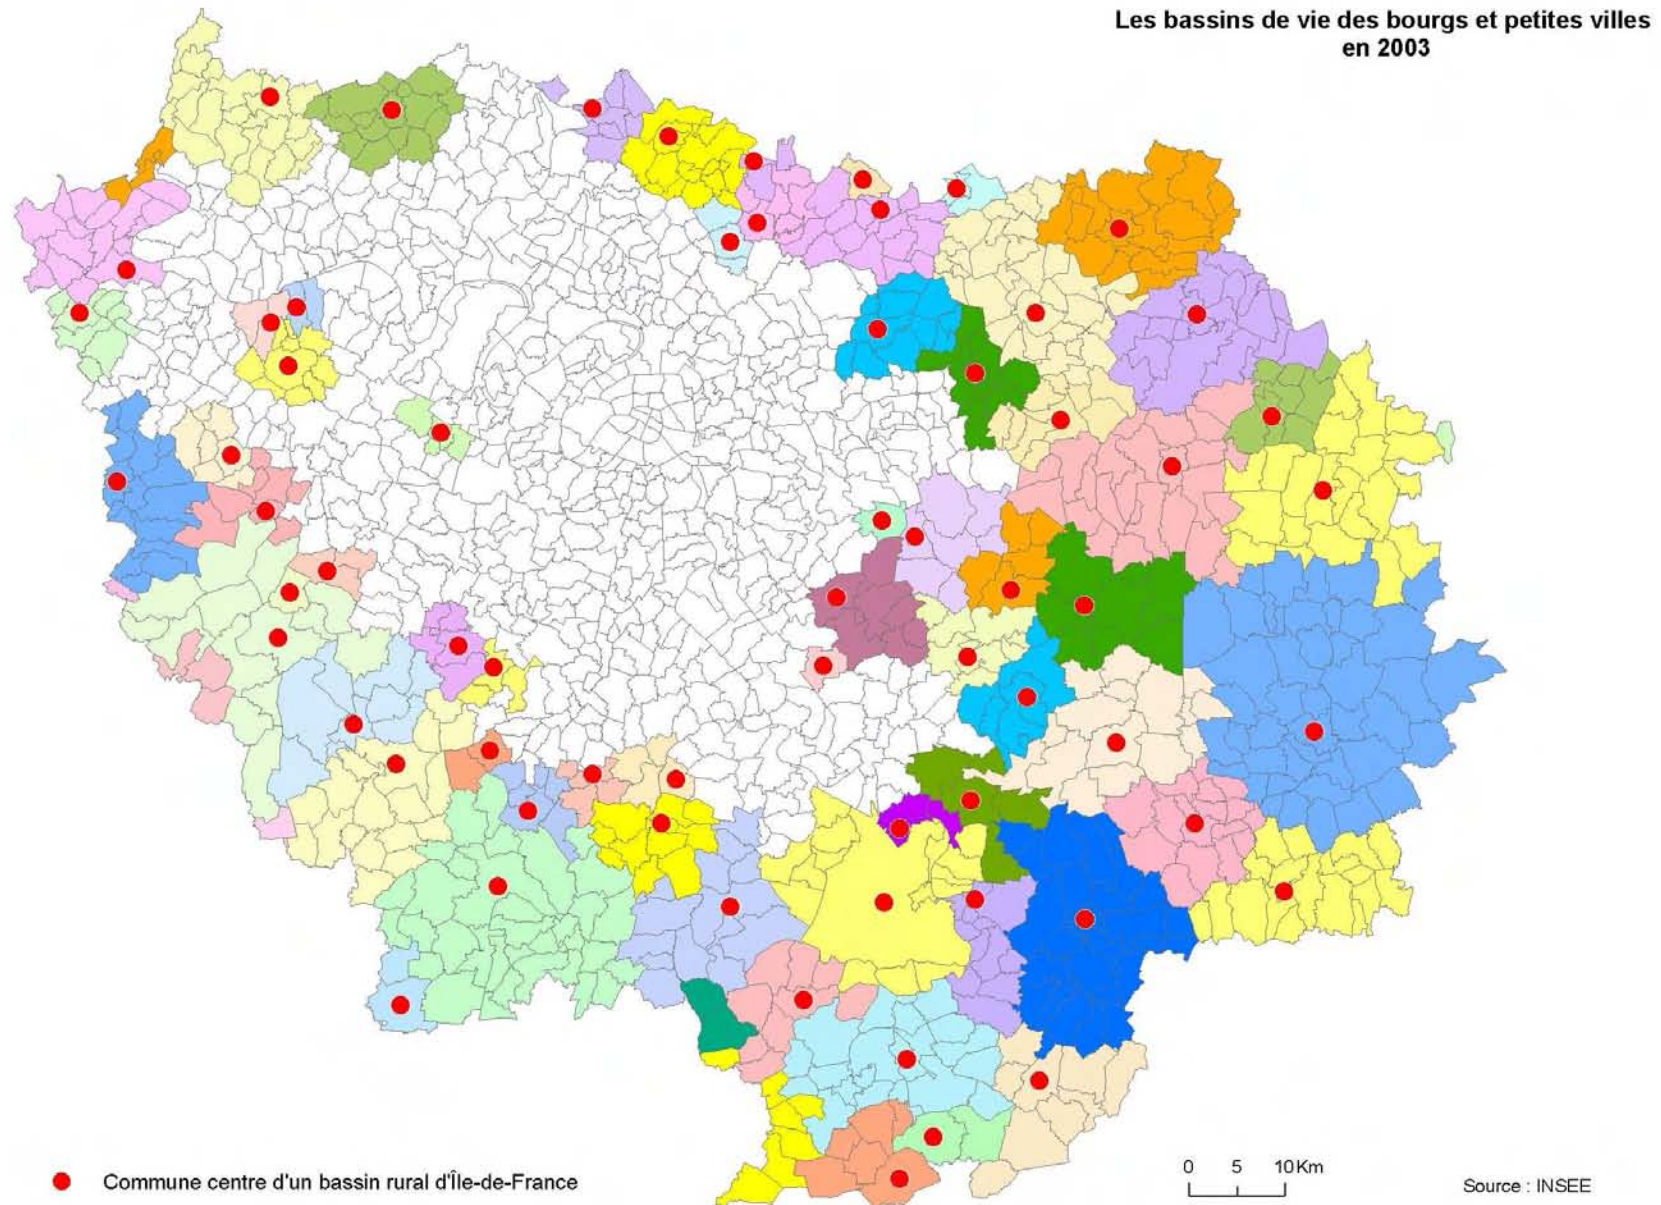 Les bassins de vie des bourgs et petites villes
en 2003
Commune centre d'un bassin rural d'Île-de-France
0 5 10 Km
Source : INSEE